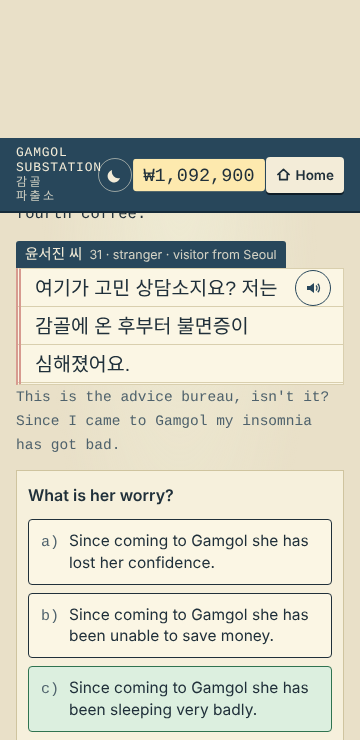 GAMGOL
SUBSTATION
감골
파출소
₩1,092,900
Home
fourth coffee.
윤서진 씨 31 · stranger · visitor from Seoul
여기가 고민 상담소지요? 저는
감골에 온 후부터 불면증이
심해졌어요.
This is the advice bureau, isn't it?
Since I came to Gamgol my insomnia
has got bad.
What is her worry?
a) Since coming to Gamgol she has
lost her confidence.
b) Since coming to Gamgol she has
been unable to save money.
c) Since coming to Gamgol she has
been sleeping very badly.